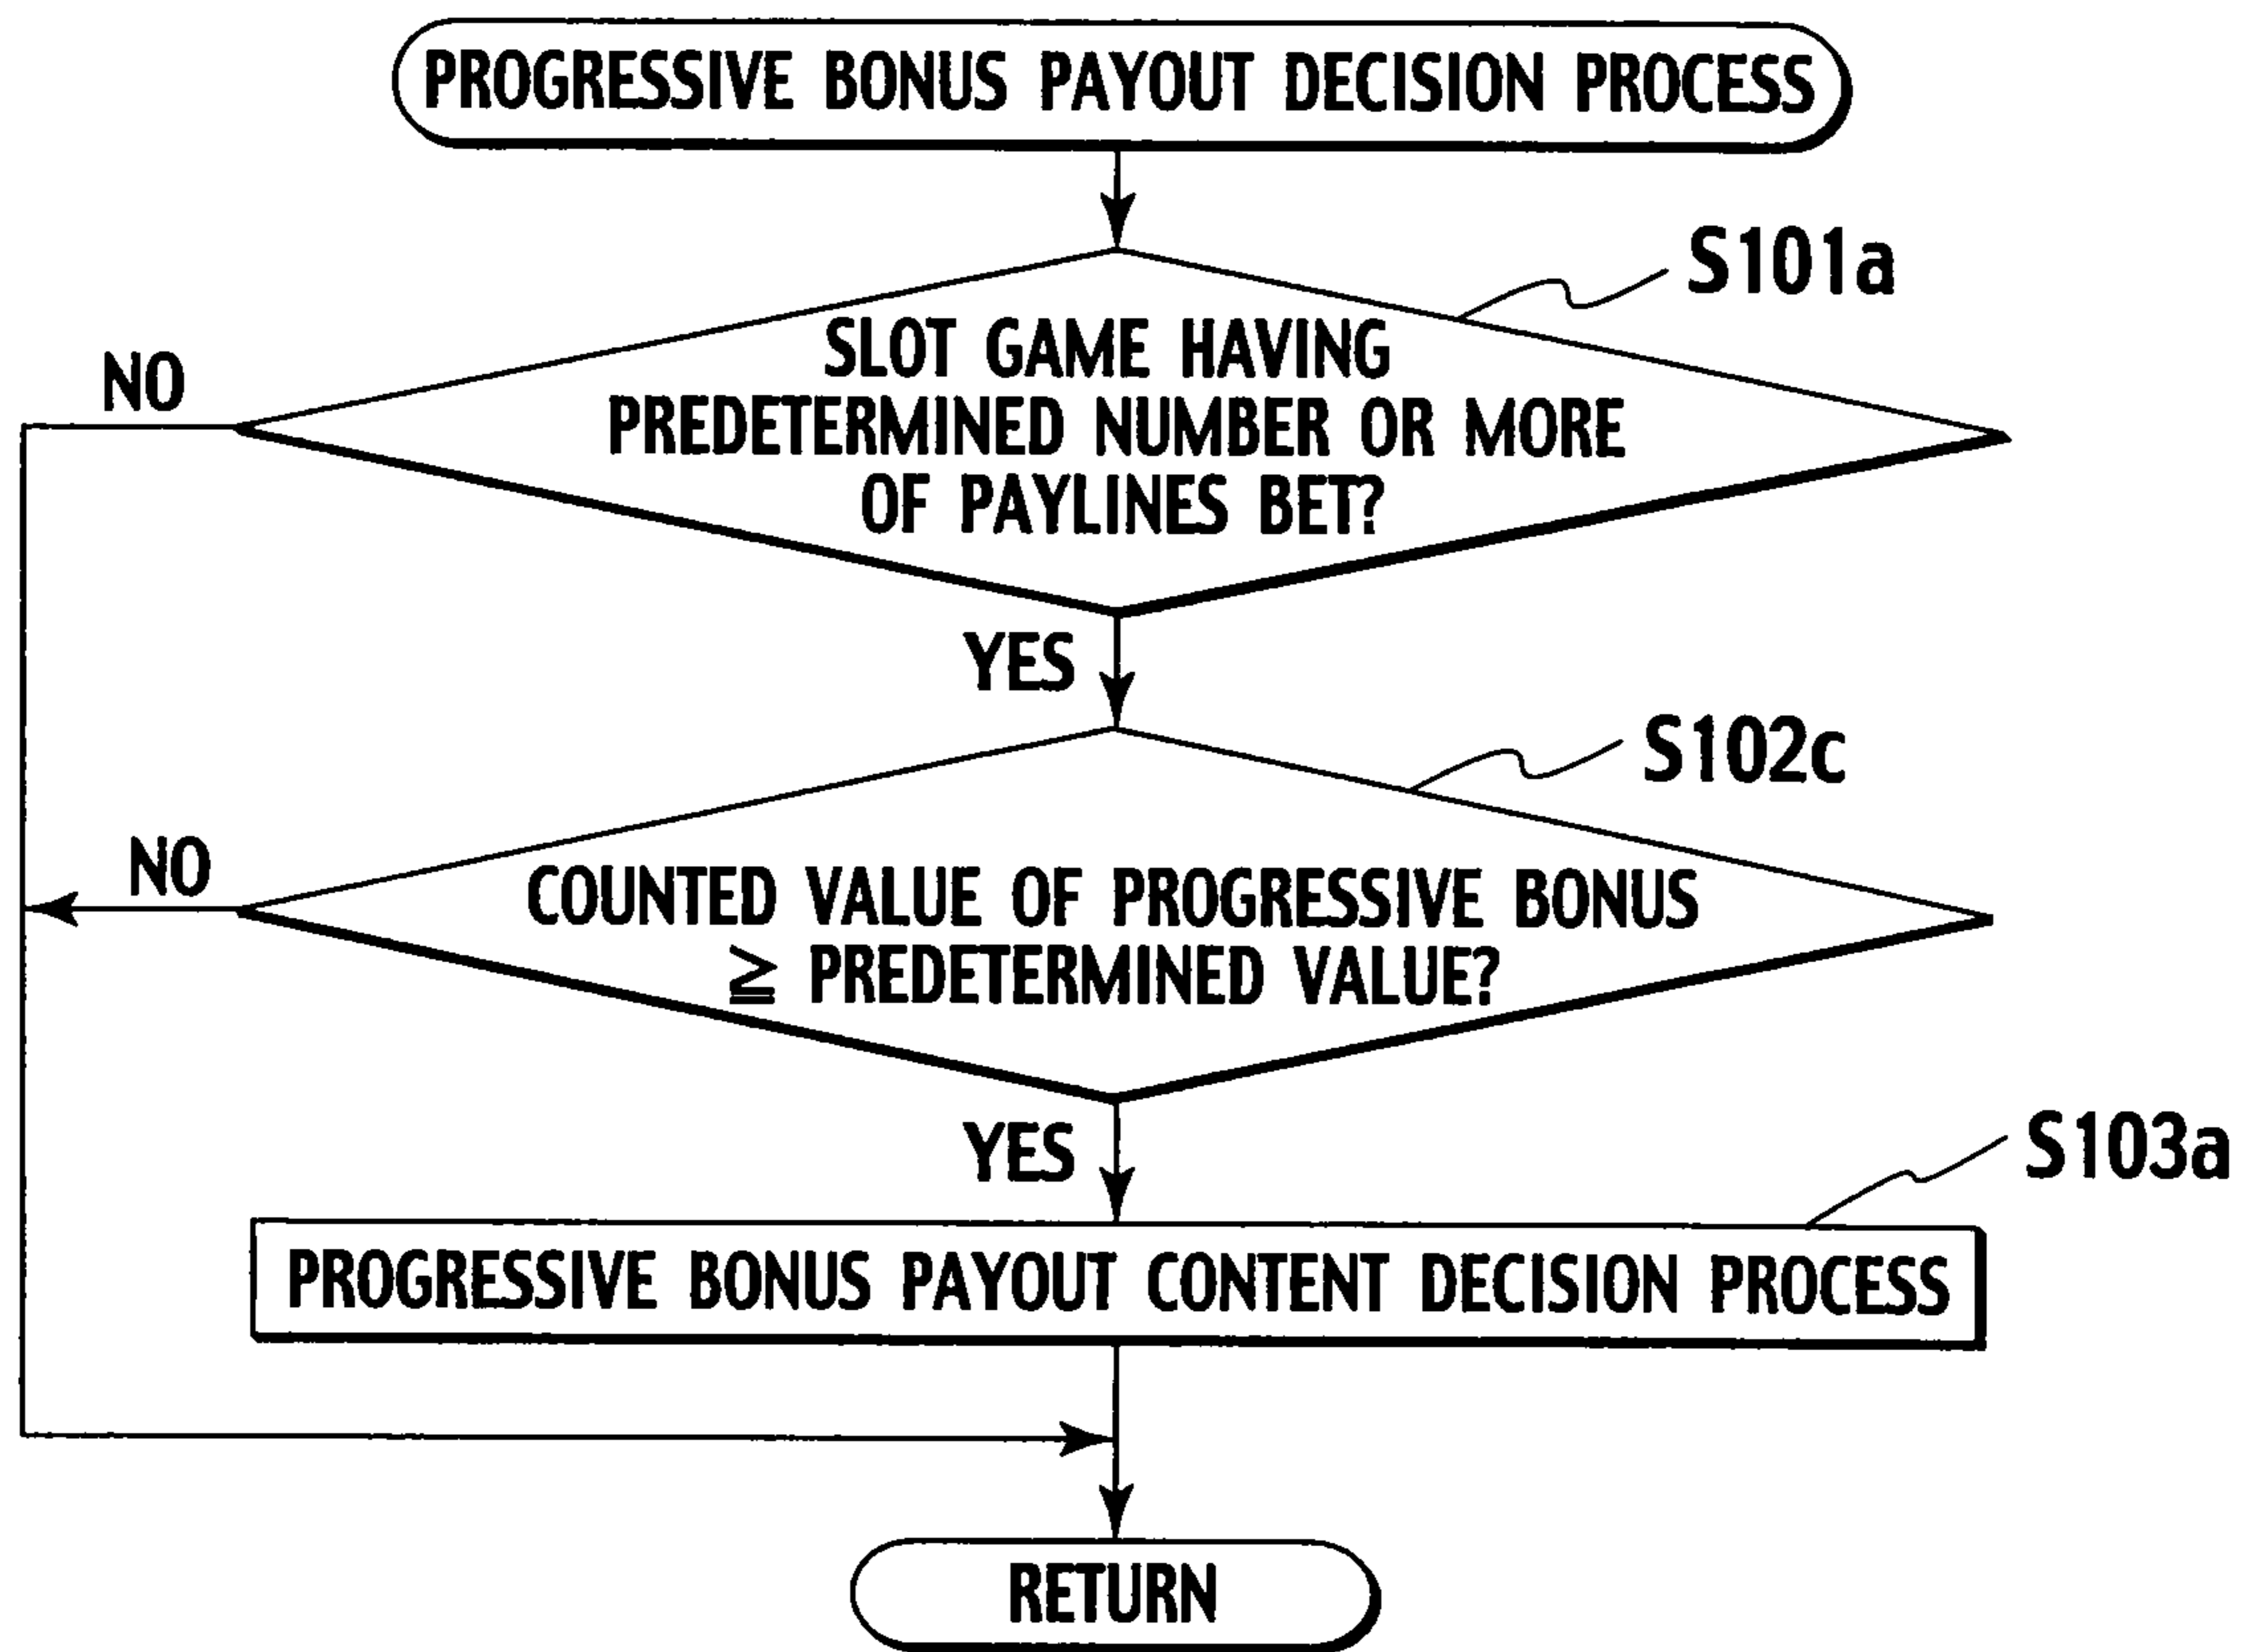 PROGRESSIVE BONUS PAYOUT DECISION PROCESS
S101a
SLOT GAME HAVING
PREDETERMINED NUMBER OR MORE
OF PAYLINES BET?
NO
YES
S102c
COUNTED VALUE OF PROGRESSIVE BONUS
≧ PREDETERMINED VALUE?
NO
YES
S103a
PROGRESSIVE BONUS PAYOUT CONTENT DECISION PROCESS
RETURN